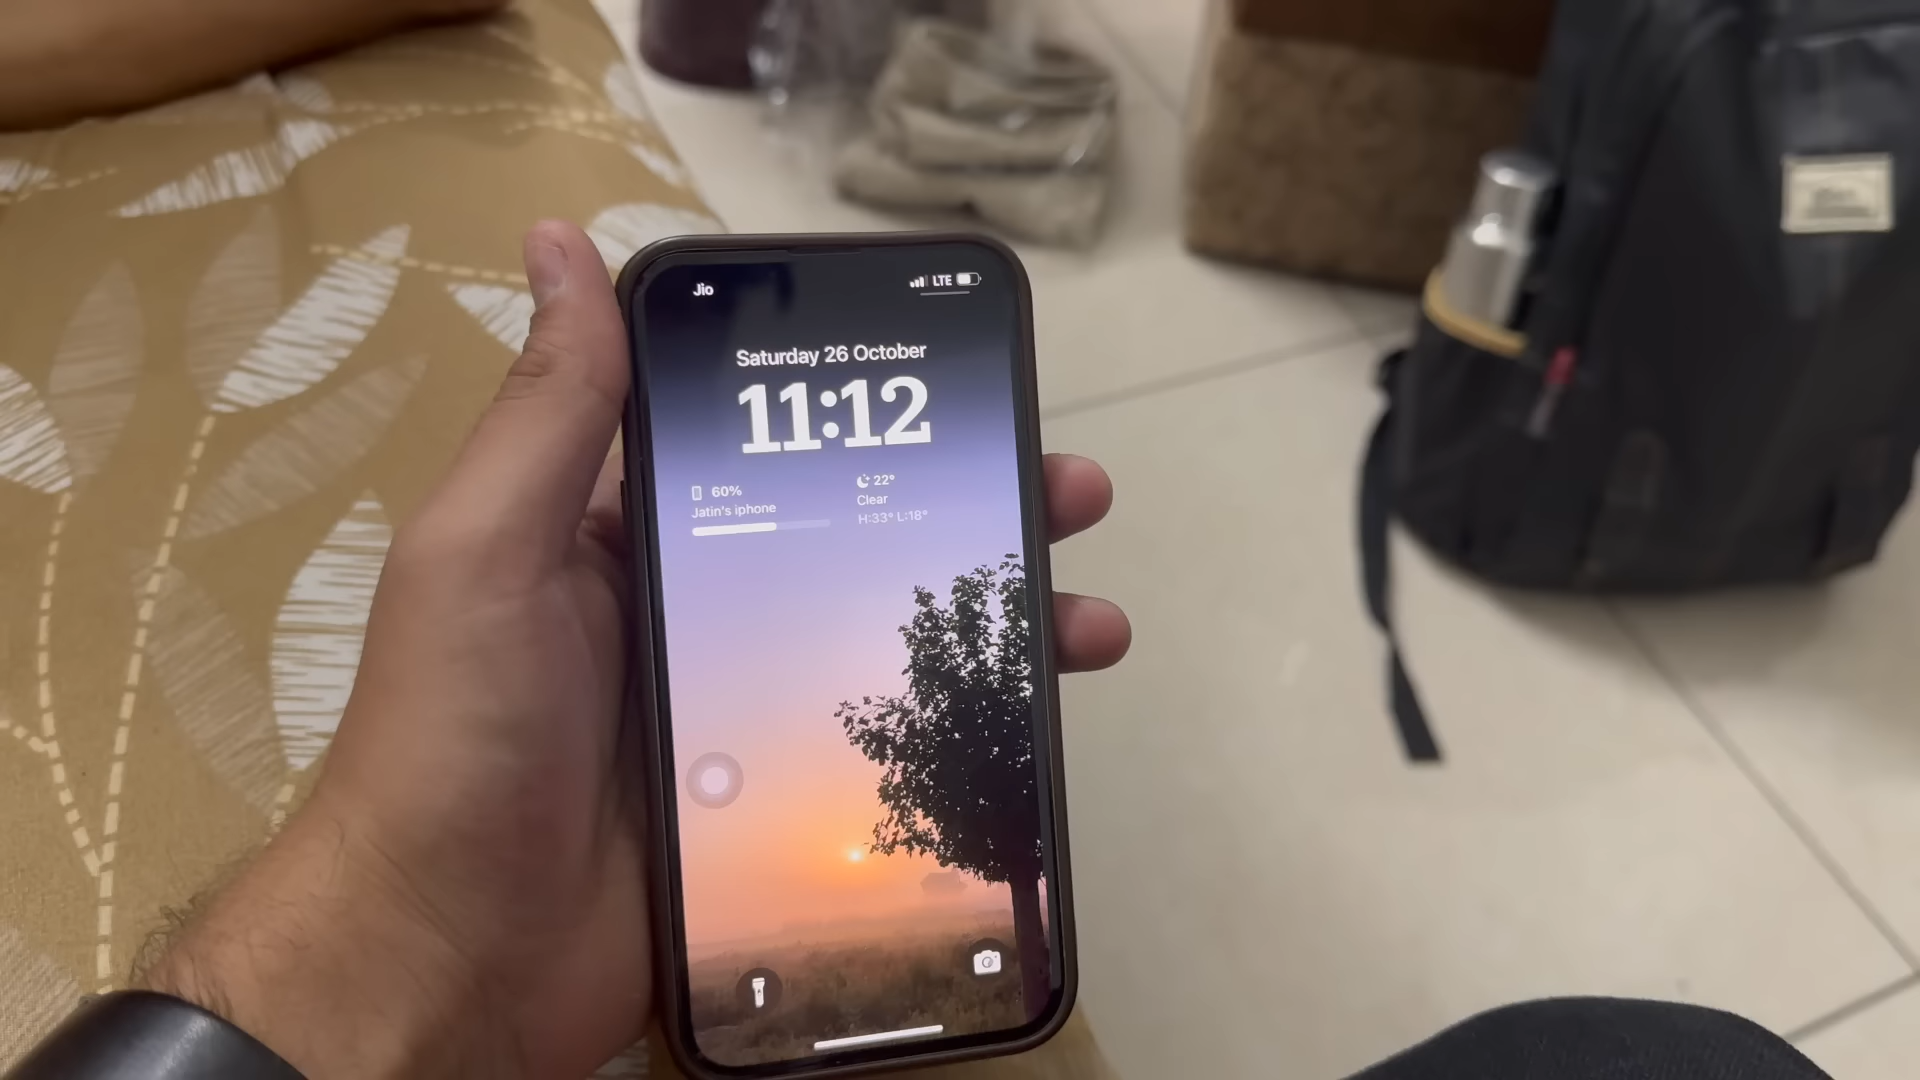 Jio
LTE
Saturday 26 October
11:12
60%
Jatin's iphone
22°
Clear
H:33° L:18°